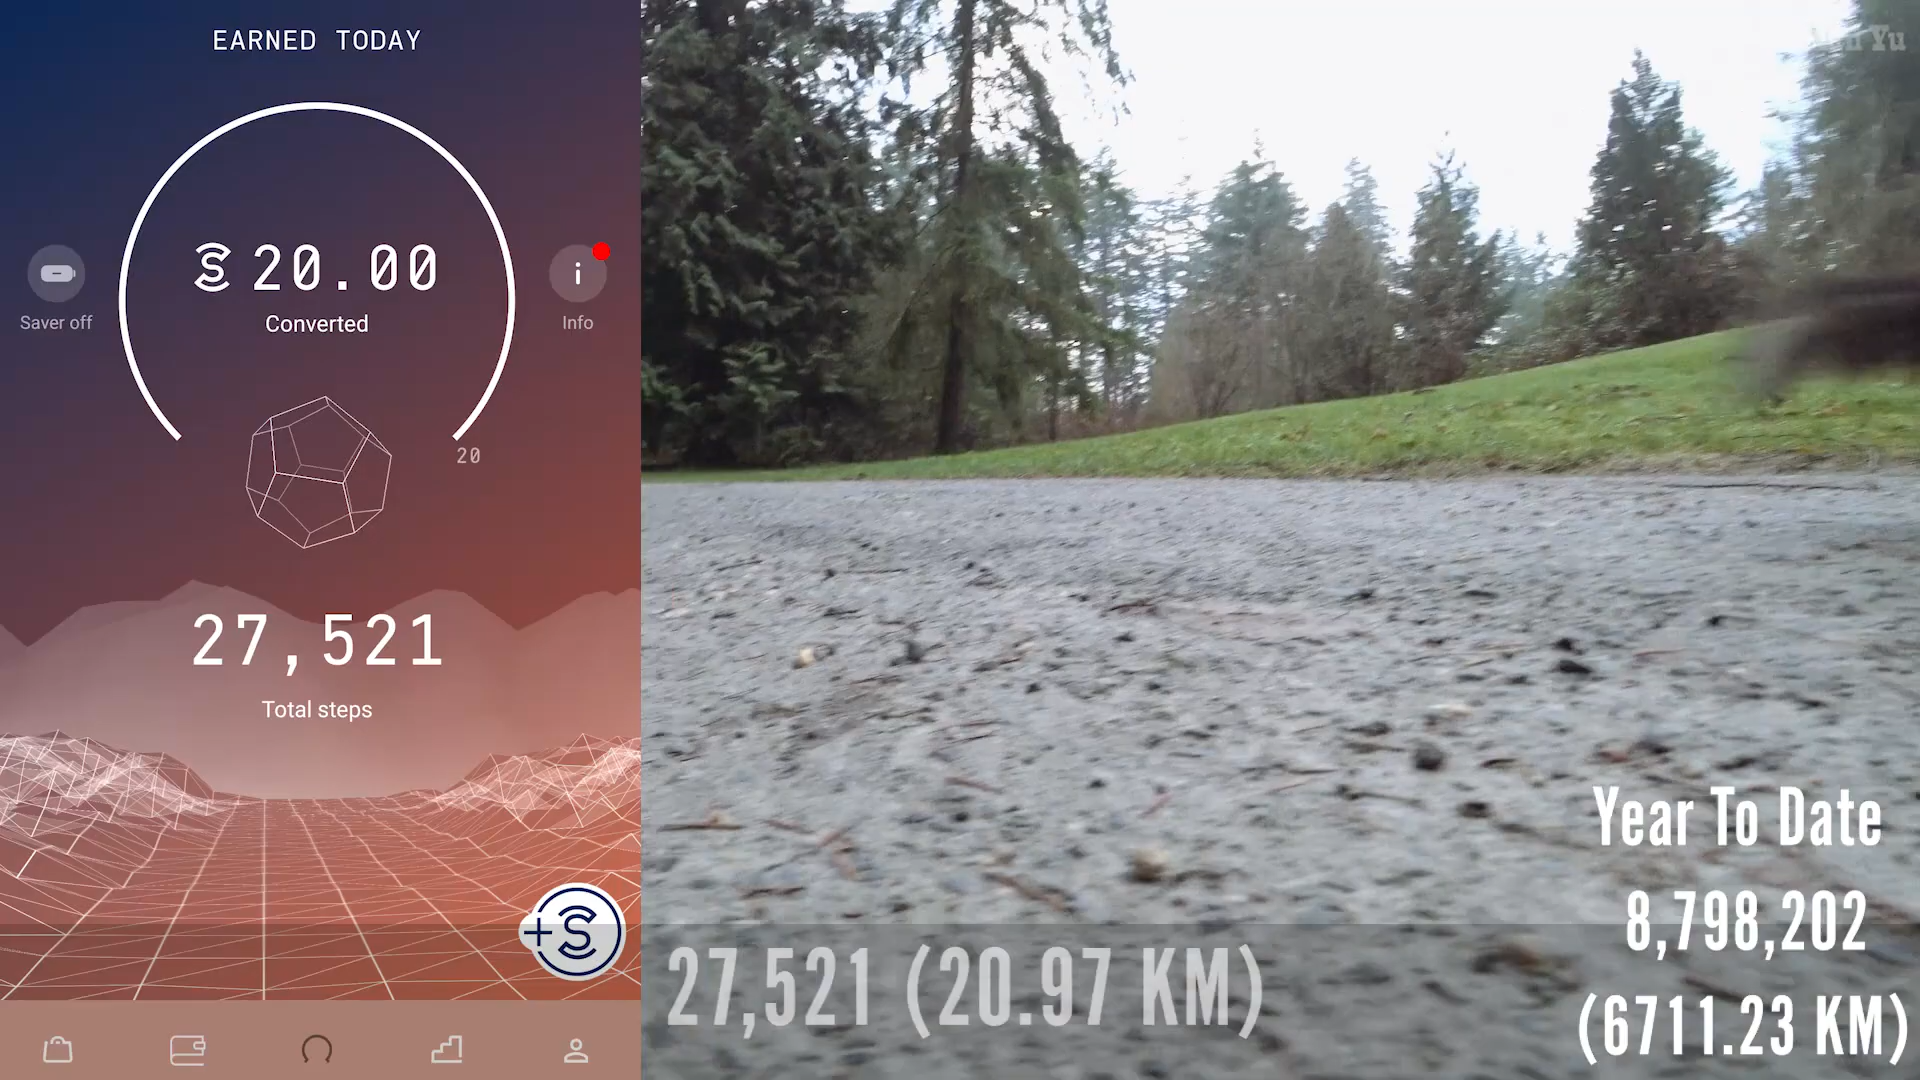 EARNED TODAY
20.00
Converted
Saver off
i
Info
20
27,521
Total steps
+S
27,521 (20.97 KM)
Year To Date
8,798,202
(6711.23 KM)